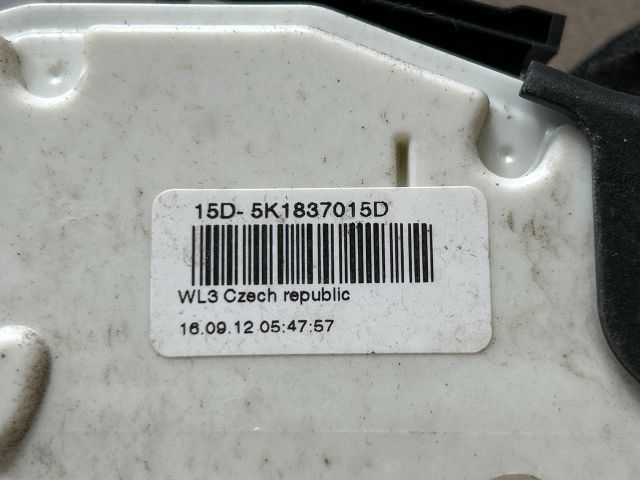 15D- 5K1837015D
WL3 Czech republic
16.09.12 05:47:57